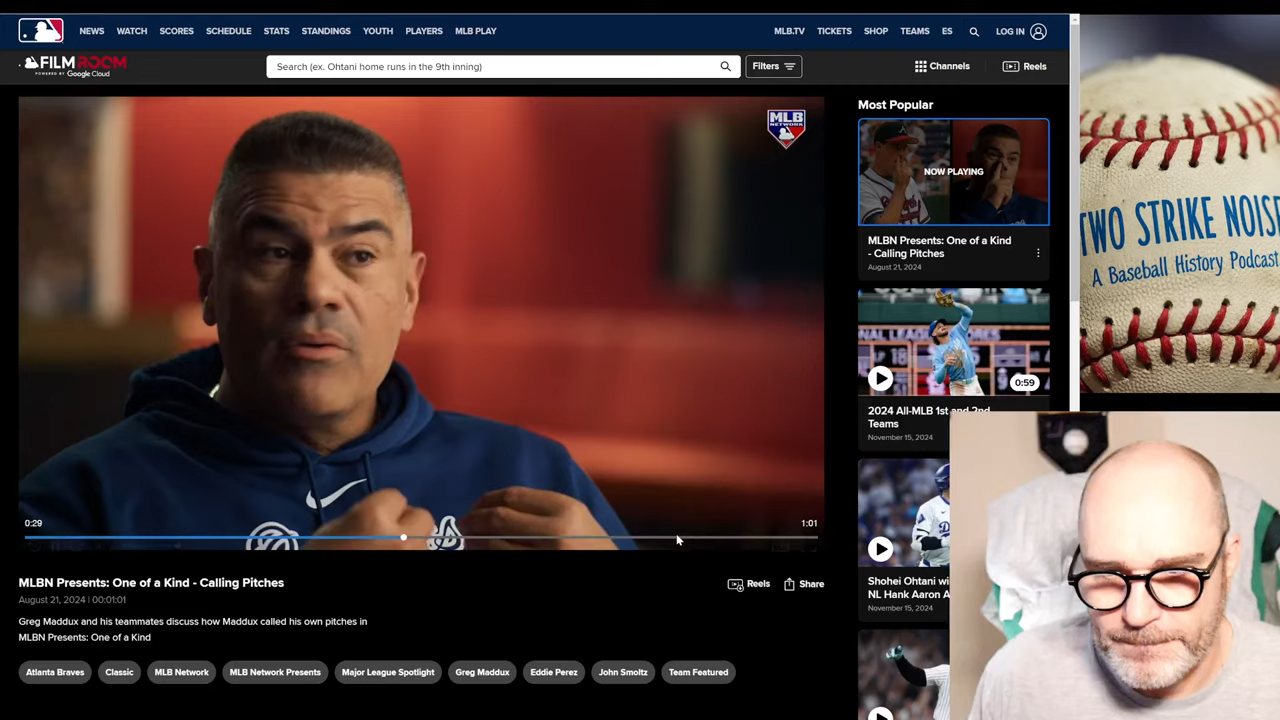 NEWS WATCH SCORES SCHEDULE STATS STANDINGS YOUTH PLAYERS MLB PLAY MLB.TV TICKETS SHOP TEAMS ES LOG IN
FILM ROOM
POWERED BY Google Cloud
Search (ex. Ohtani home runs in the 9th inning)
Filters
Channels
Reels
MLB
NETWORK
0:29
1:01
MLBN Presents: One of a Kind - Calling Pitches
August 21, 2024 | 00:01:01
Reels
Share
Greg Maddux and his teammates discuss how Maddux called his own pitches in
MLBN Presents: One of a Kind
Atlanta Braves Classic MLB Network MLB Network Presents Major League Spotlight Greg Maddux Eddie Perez John Smoltz Team Featured
Most Popular
NOW PLAYING
MLBN Presents: One of a Kind
- Calling Pitches
August 21, 2024
0:59
2024 All-MLB 1st and 2nd
Teams
November 15, 2024
Shohei Ohtani wi
NL Hank Aaron A
November 15, 2024
TWO STRIKE NOISE
A Baseball History Podcast